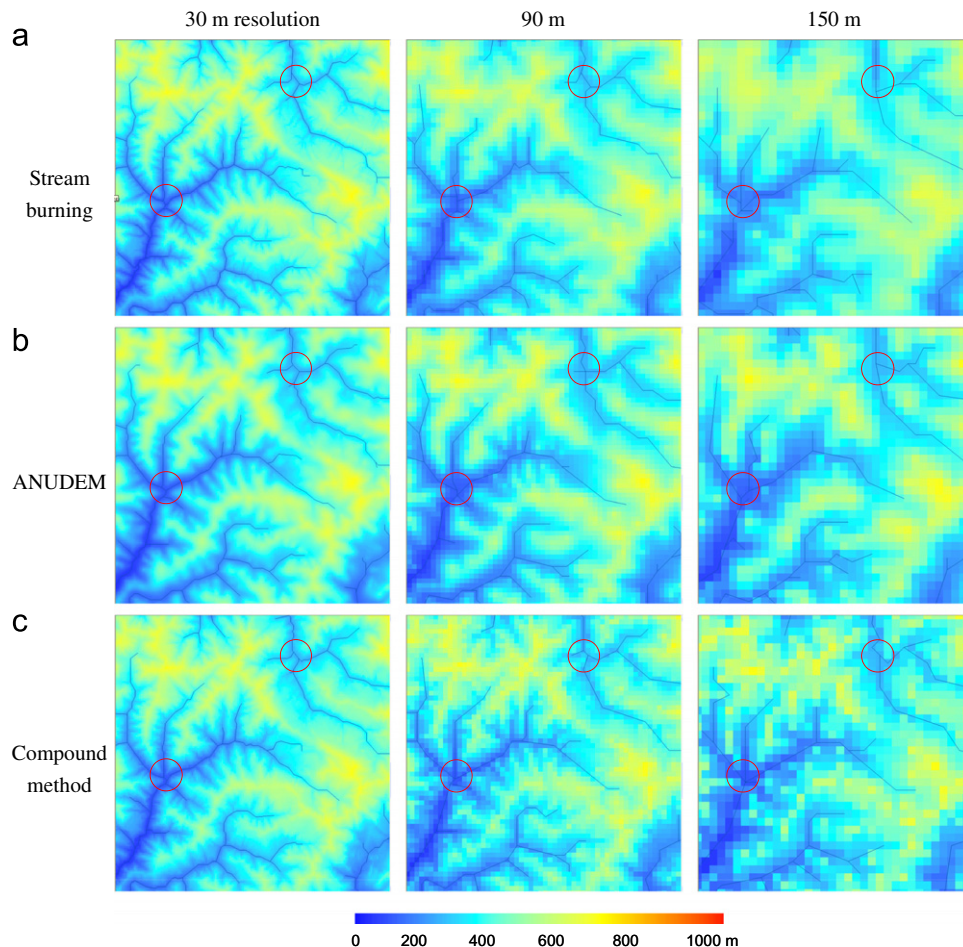 30 m resolution 90 m 150 m
a
Stream
burning
b
ANUDEM
c
Compound
method
0 200 400 600 800 1000 m